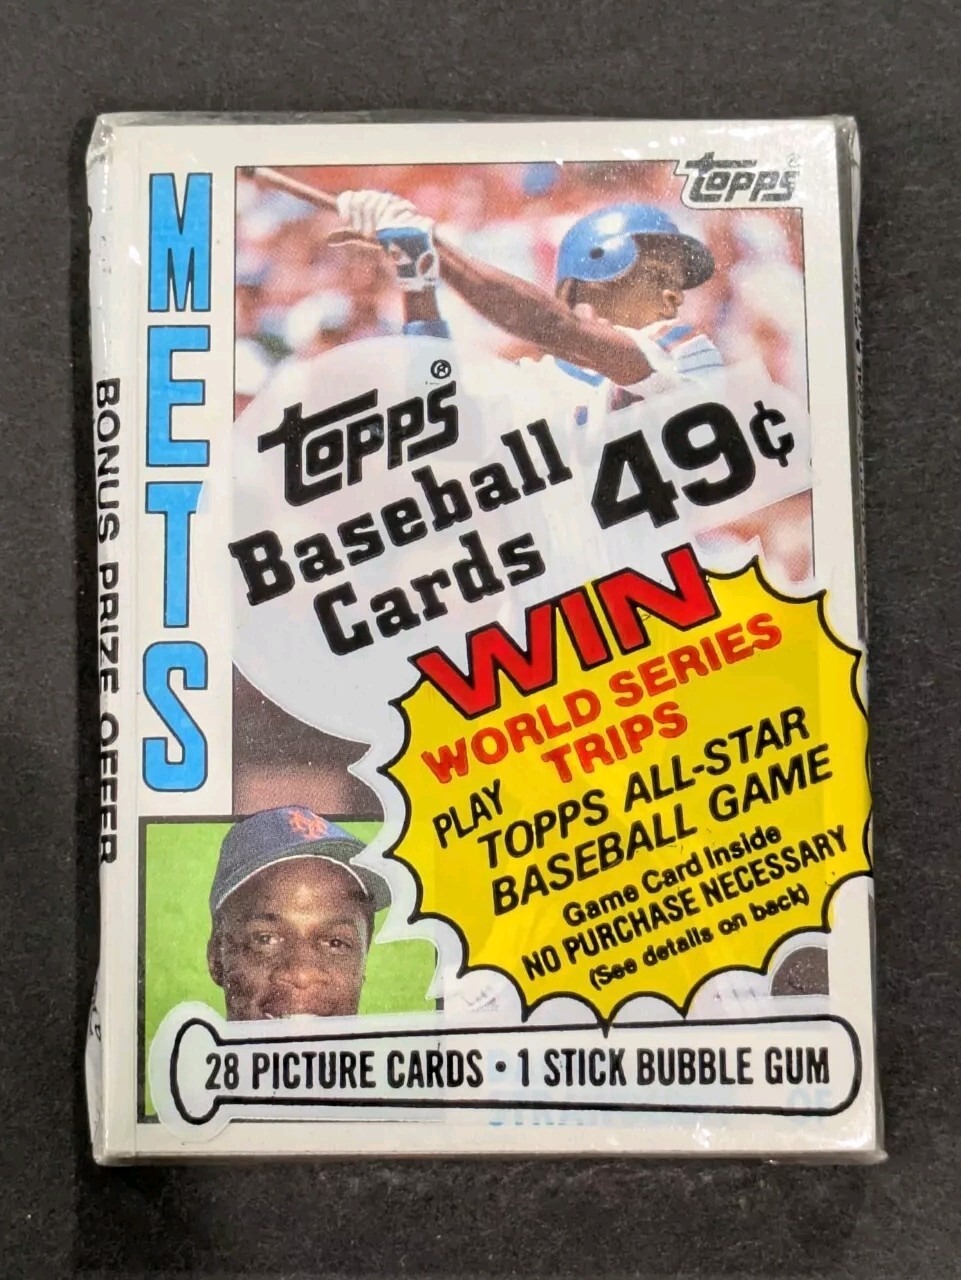 METS
topps
topps®
Baseball
Cards 49¢
WIN
WORLD SERIES
TRIPS
PLAY
TOPPS ALL-STAR
BASEBALL GAME
Game Card Inside
NO PURCHASE NECESSARY
(See details on back)
28 PICTURE CARDS • 1 STICK BUBBLE GUM
OF
BONUS PRIZE OFFER